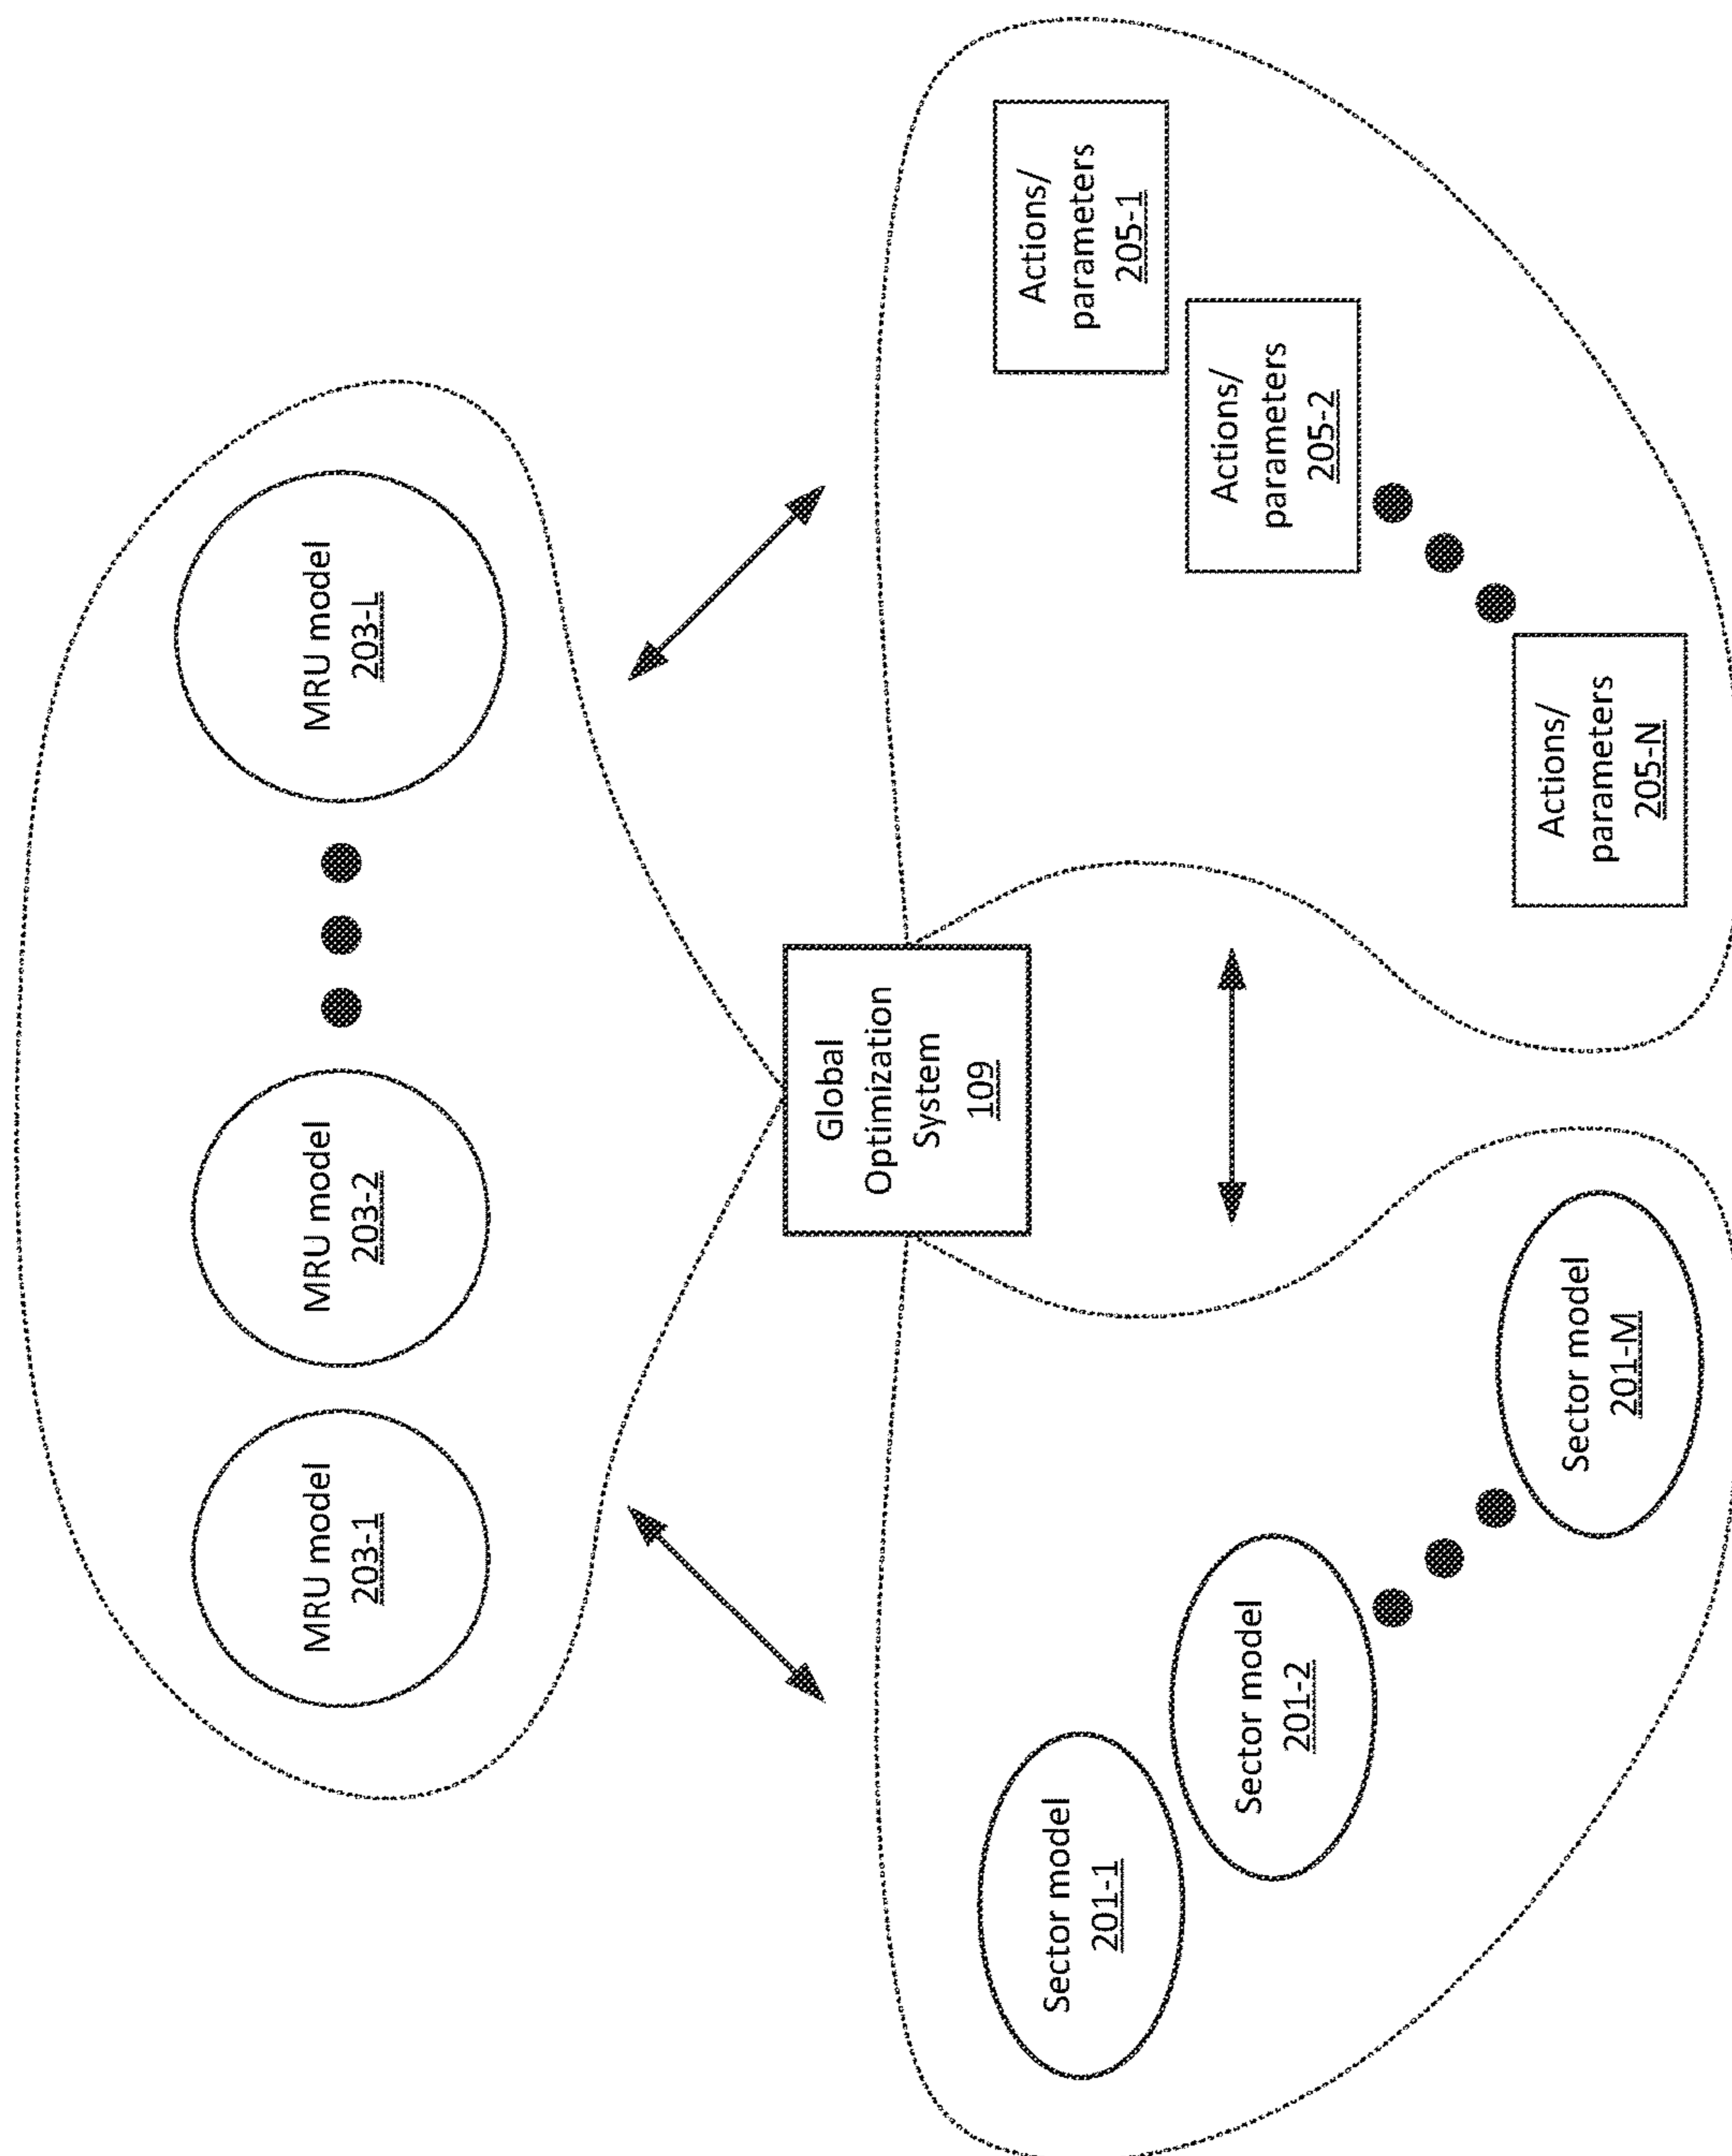 MRU model
203-1
MRU model
203-2
MRU model
203-L
Global
Optimization
System
109
Sector model
201-1
Sector model
201-2
Sector model
201-M
Actions/
parameters
205-1
Actions/
parameters
205-2
Actions/
parameters
205-N